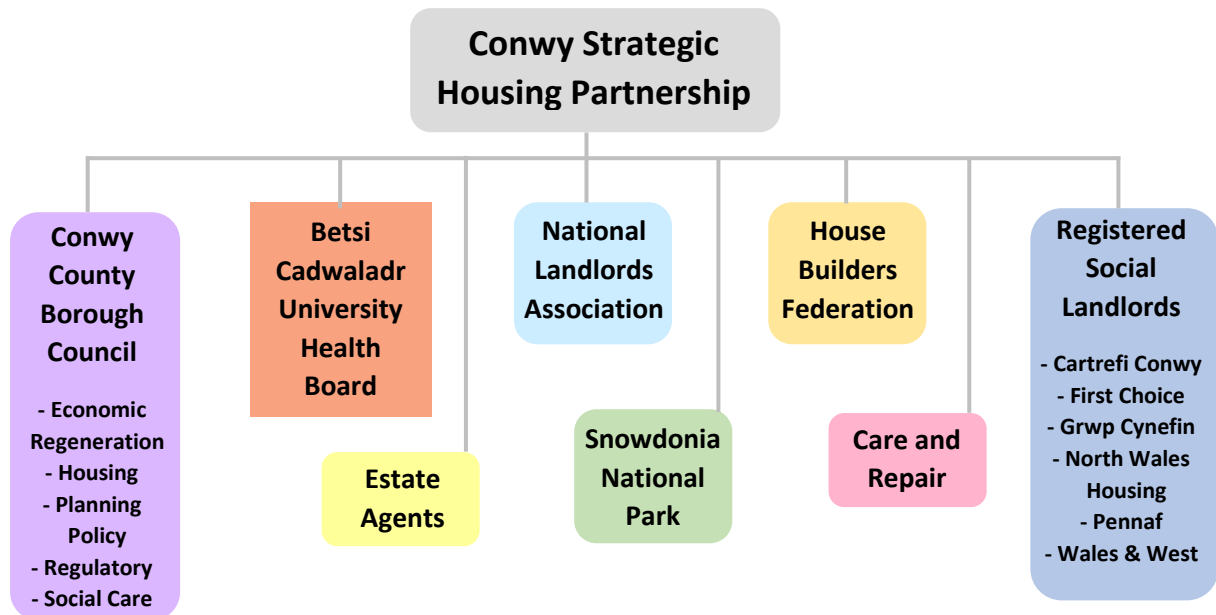 Conwy Strategic
Housing Partnership
Conwy
County
Borough
Council
- Economic
Regeneration
- Housing
- Planning
Policy
- Regulatory
- Social Care
Betsi
Cadwaladr
University
Health
Board
Estate
Agents
National
Landlords
Association
Snowdonia
National
Park
House
Builders
Federation
Care and
Repair
Registered
Social
Landlords
- Cartrefi Conwy
- First Choice
- Grwp Cynefin
- North Wales
Housing
- Pennaf
- Wales & West